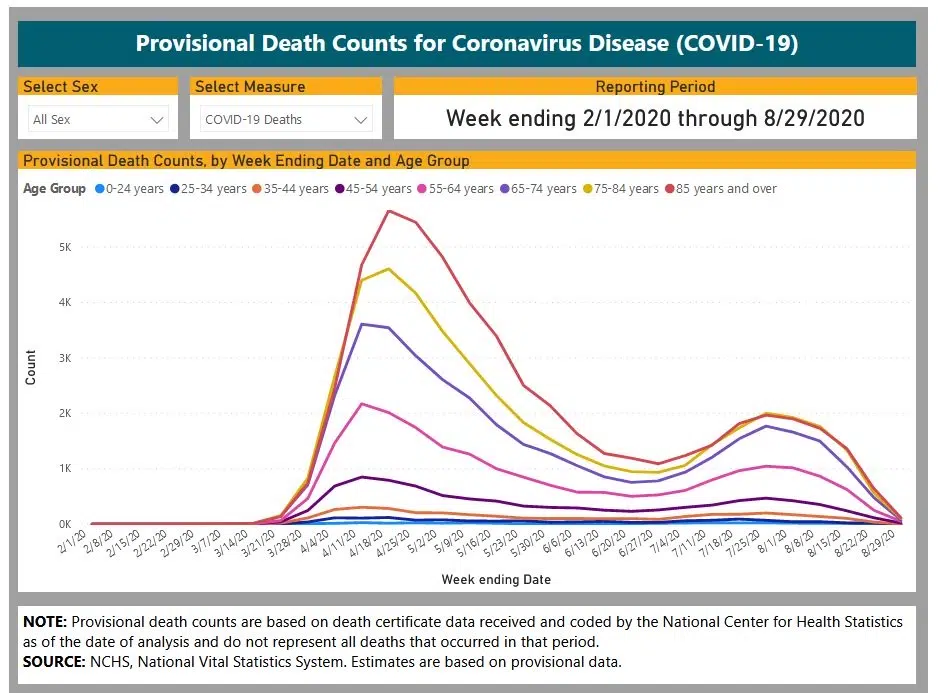 Provisional Death Counts for Coronavirus Disease (COVID-19)
Select Sex
All Sex
Select Measure
COVID-19 Deaths
Reporting Period
Week ending 2/1/2020 through 8/29/2020
Provisional Death Counts, by Week Ending Date and Age Group
Age Group 0-24 years 25-34 years 35-44 years 45-54 years 55-64 years 65-74 years 75-84 years 85 years and over
5K
4K
3K
2K
1K
0K
Count
2/1/20 2/8/20 2/15/20 2/22/20 2/29/20 3/7/20 3/14/20 3/21/20 3/28/20 4/4/20 4/11/20 4/18/20 4/25/20 5/2/20 5/9/20 5/16/20 5/23/20 5/30/20 6/6/20 6/13/20 6/20/20 6/27/20 7/4/20 7/11/20 7/18/20 7/25/20 8/1/20 8/8/20 8/15/20 8/22/20 8/29/20
Week ending Date
NOTE: Provisional death counts are based on death certificate data received and coded by the National Center for Health Statistics
as of the date of analysis and do not represent all deaths that occurred in that period.
SOURCE: NCHS, National Vital Statistics System. Estimates are based on provisional data.